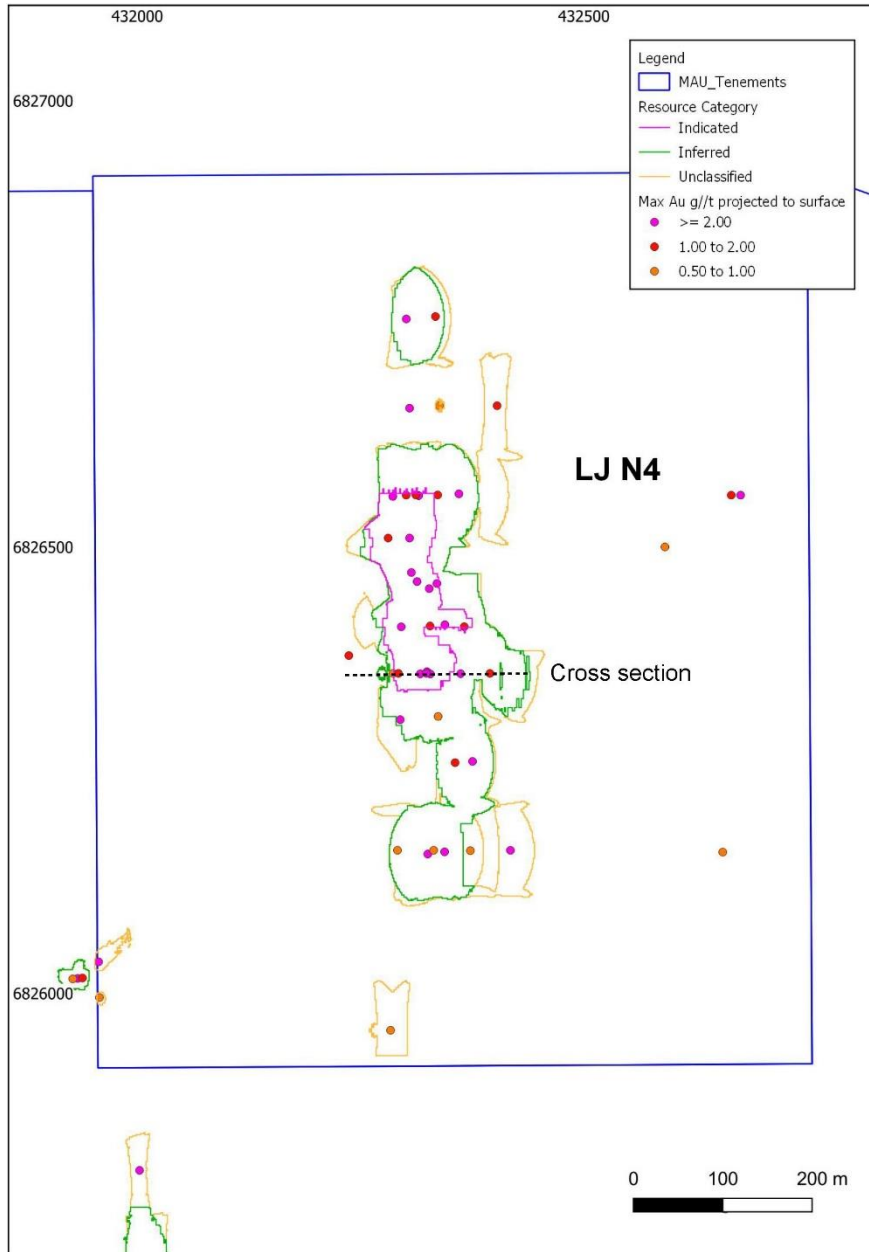 432000
432500
Legend
MAU_Tenements
Resource Category
Indicated
Inferred
Unclassified
Max Au g//t projected to surface
>= 2.00
1.00 to 2.00
0.50 to 1.00
6827000
LJ N4
6826500
Cross section
6826000
0 100 200 m